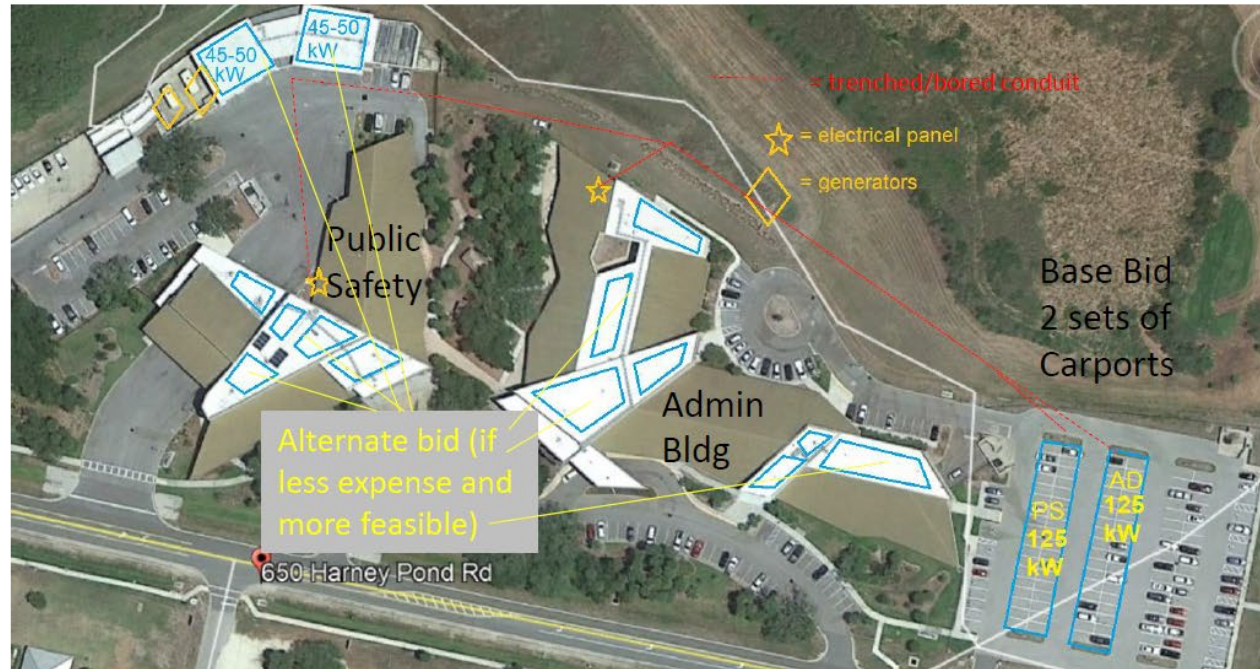 45-50
kW
45-50
kW
= trenched/bored conduit
= electrical panel
= generators
Public
Safety
Base Bid
2 sets of
Carports
Admin
Bldg
Alternate bid (if
less expense and
more feasible)
PS
125
kW
AD
125
kW
650 Harney Pond Rd